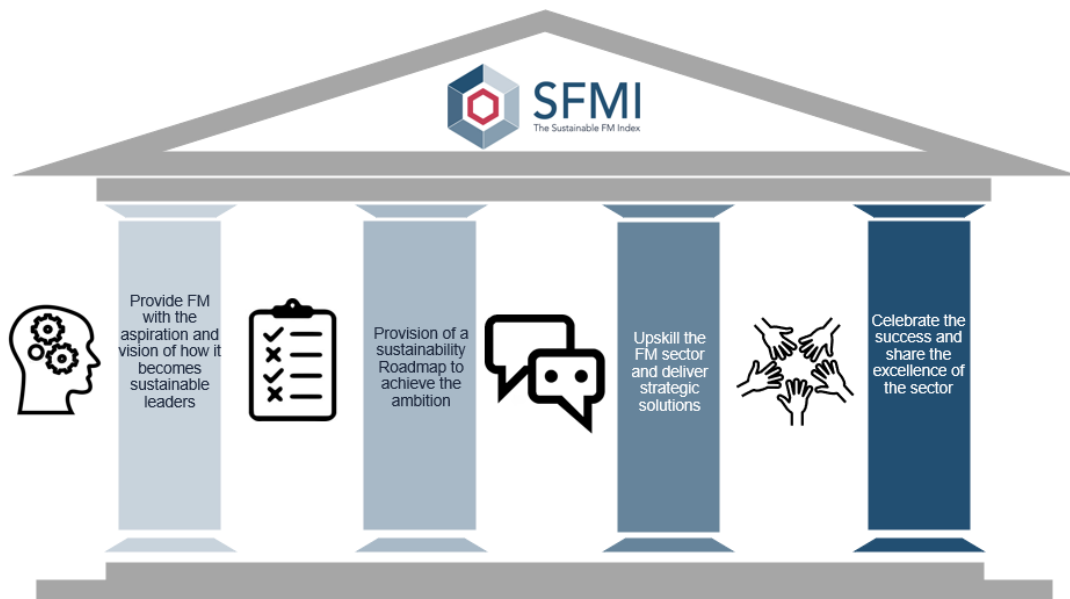 SFMI
The Sustainable FM Index
Provide FM
with the
aspiration and
vision of how it
becomes
sustainable
leaders
Provision of a
sustainability
Roadmap to
achieve the
ambition
Upskill the
FM sector
and deliver
strategic
solutions
Celebrate the
success and
share the
excellence of
the sector